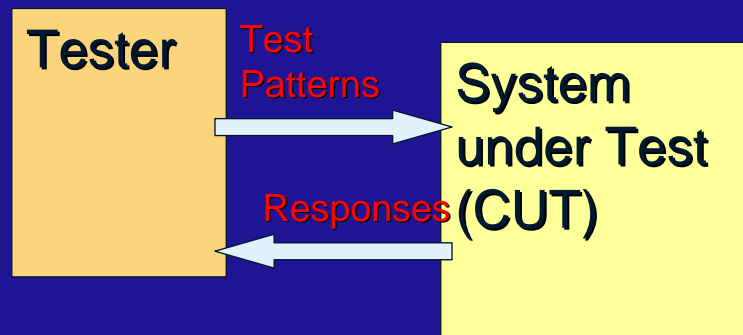 Tester
Test
Patterns
System
under Test
(CUT)
Responses